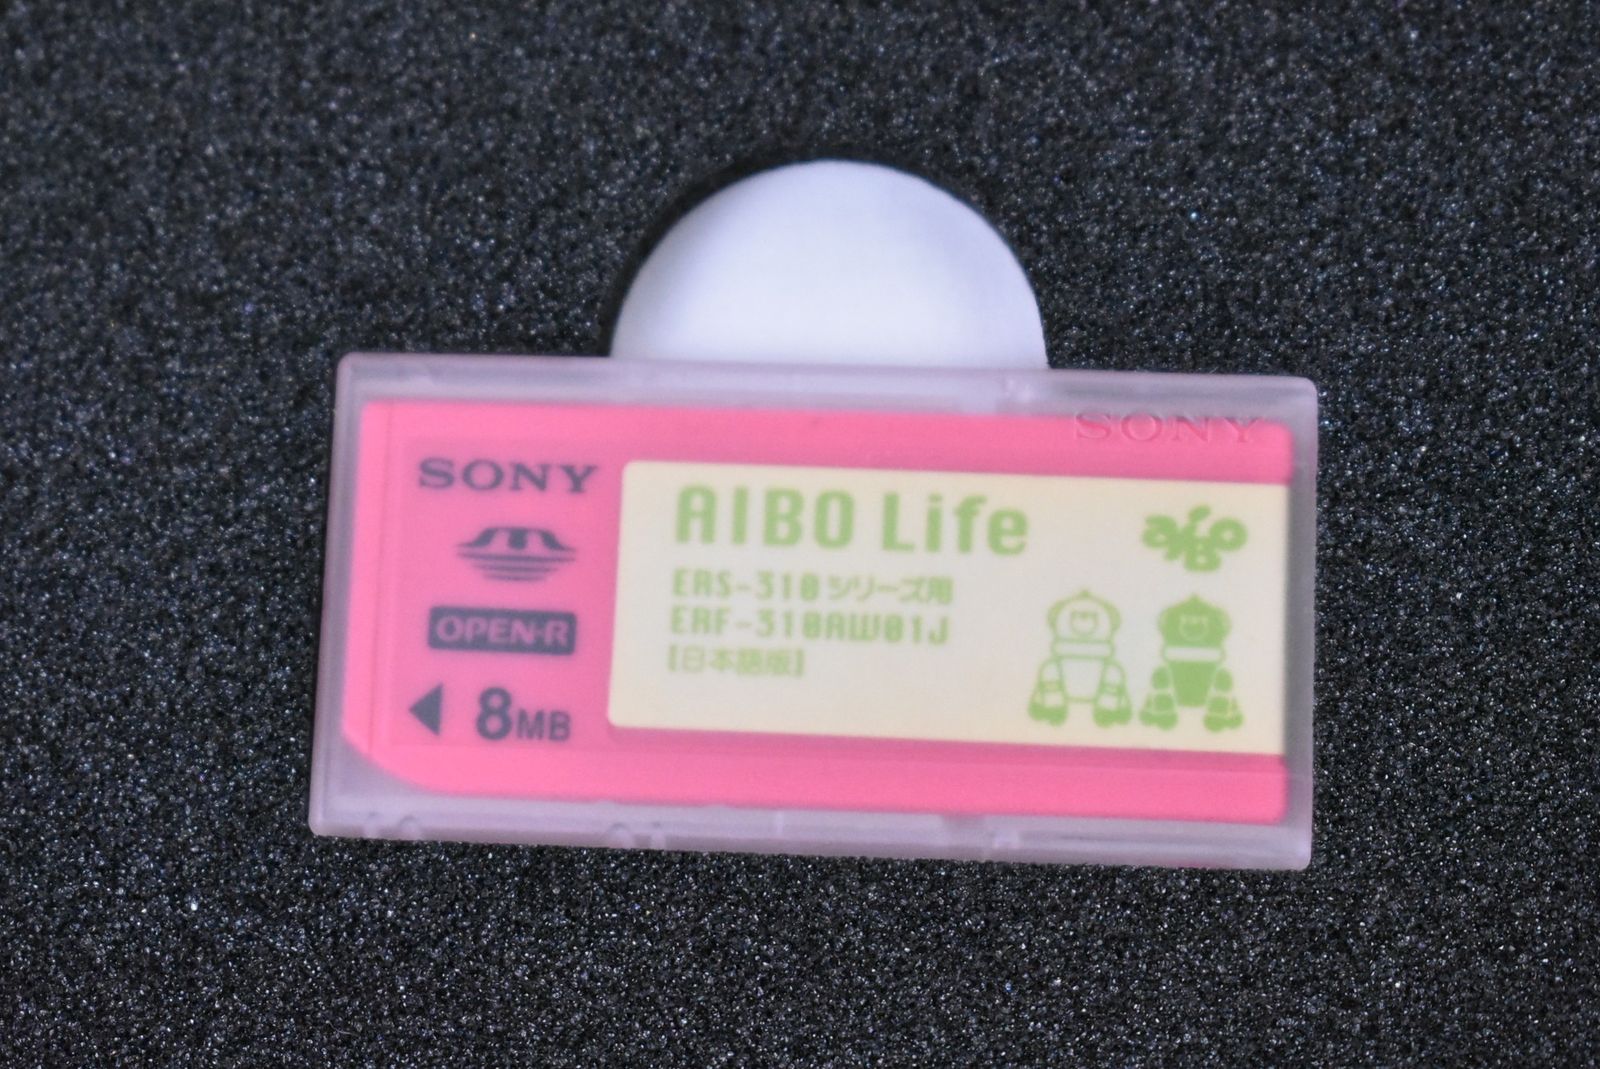 SONY
SONY
OPEN-R
8MB
AIBO Life
aiBo
ERS-310シリーズ用
ERF-310AW01J
[日本語版]